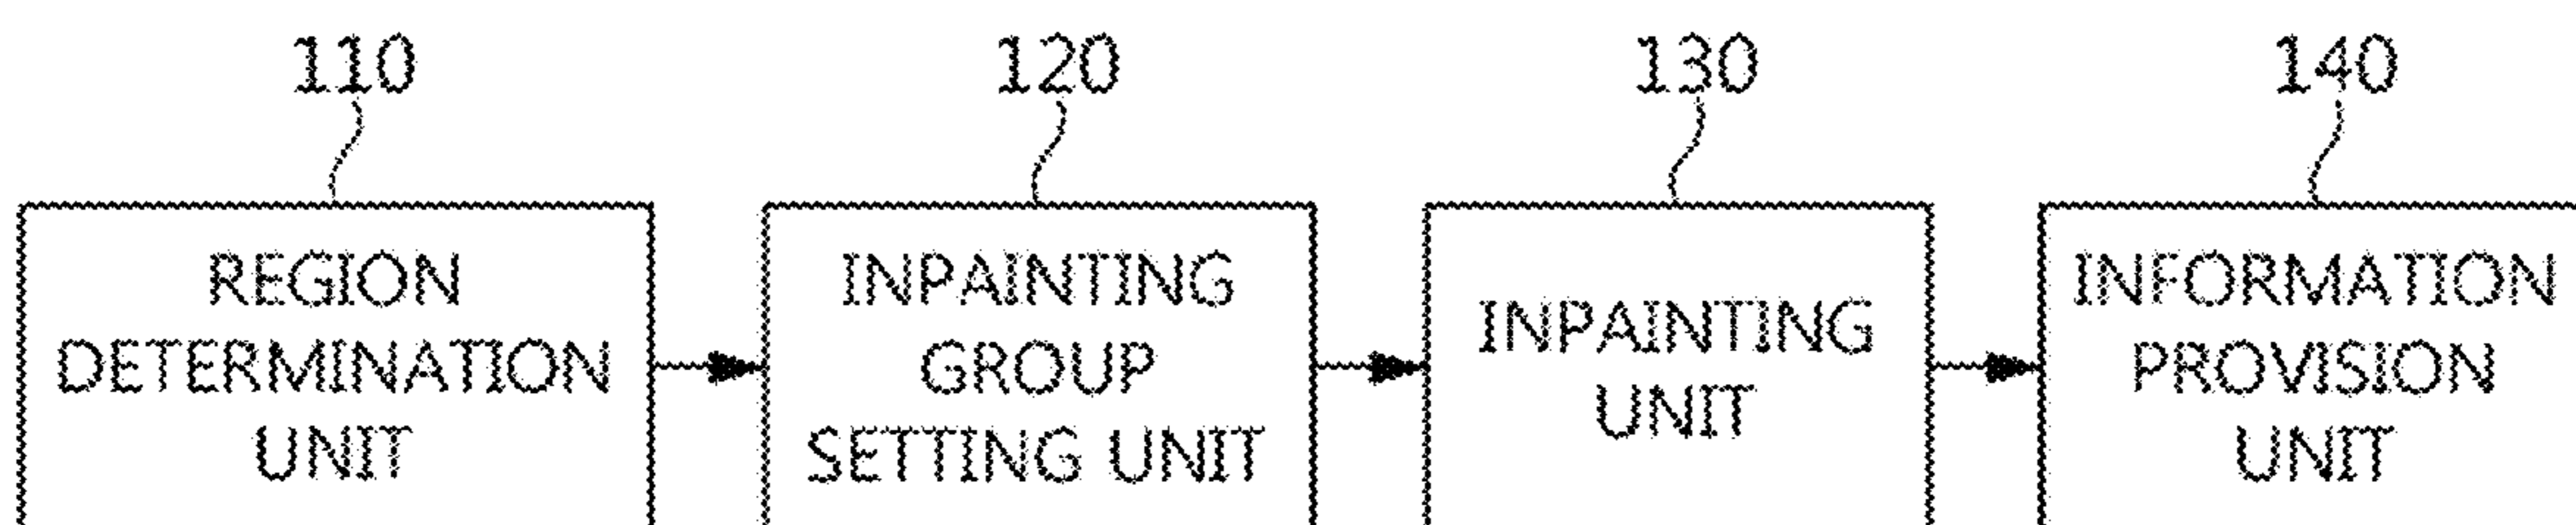 110
120
130
140
REGION
DETERMINATION
UNIT
INPAINTING
GROUP
SETTING UNIT
INPAINTING
UNIT
INFORMATION
PROVISION
UNIT